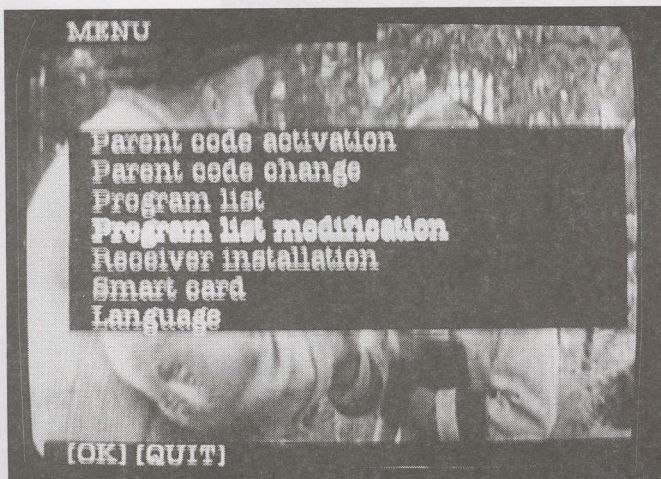 MENU
Parent code activation
Parent code change
Program list
Program list modification
Receiver installation
Smart card
Language
[OK] [QUIT]